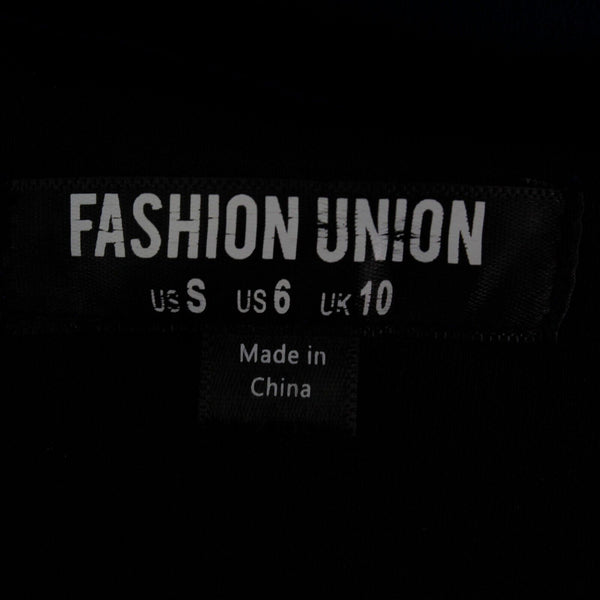 FASHION UNION
US S US 6 UK 10
Made in
China